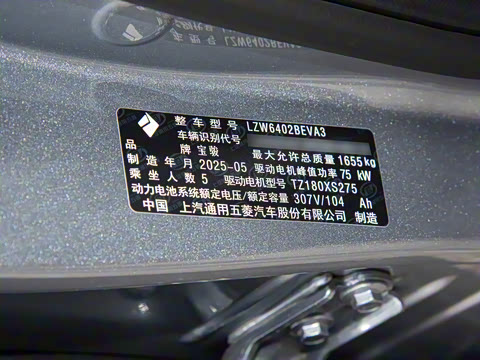 整车型号 LZW6402BEVA3
车辆识别代号
品牌 宝骏 最大允许总质量 1655 kg
制造年月 2025-05 驱动电机峰值功率 75 kW
乘坐人数 5 驱动电机型号 TZ180XS275
动力电池系统额定电压/额定容量 307V/104 Ah
中国 上汽通用五菱汽车股份有限公司 制造